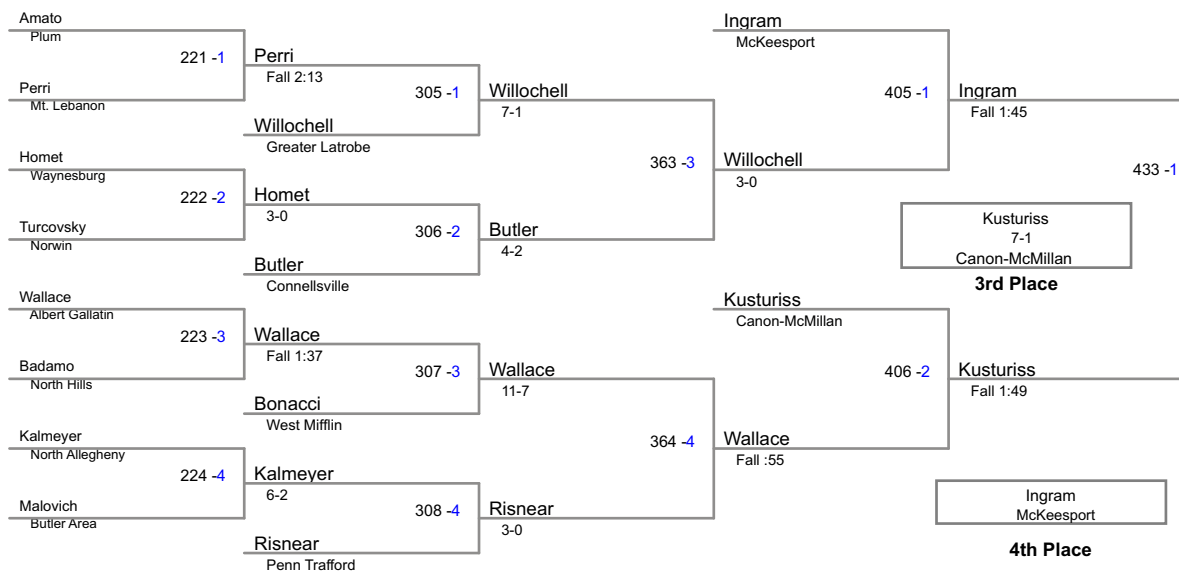 Amato
Plum
221 -1
Perri
Mt. Lebanon
Perri
Fall 2:13
305 -1
Willochell
Greater Latrobe
Homet
Waynesburg
222 -2
Turcovsky
Norwin
Homet
3-0
306 -2
Butler
Connellsville
Wallace
Albert Gallatin
223 -3
Badamo
North Hills
Wallace
Fall 1:37
307 -3
Bonacci
West Mifflin
Kalmeyer
North Allegheny
224 -4
Malovich
Butler Area
Kalmeyer
6-2
308 -4
Risnear
Penn Trafford
Willochell
7-1
363 -3
Butler
4-2
Wallace
11-7
364 -4
Risnear
3-0
Ingram
McKeesport
405 -1
Willochell
3-0
Kusturiss
Canon-McMillan
406 -2
Wallace
Fall :55
Ingram
Fall 1:45
433 -1
Kusturiss
Fall 1:49
Kusturiss
7-1
Canon-McMillan
3rd Place
Ingram
McKeesport
4th Place